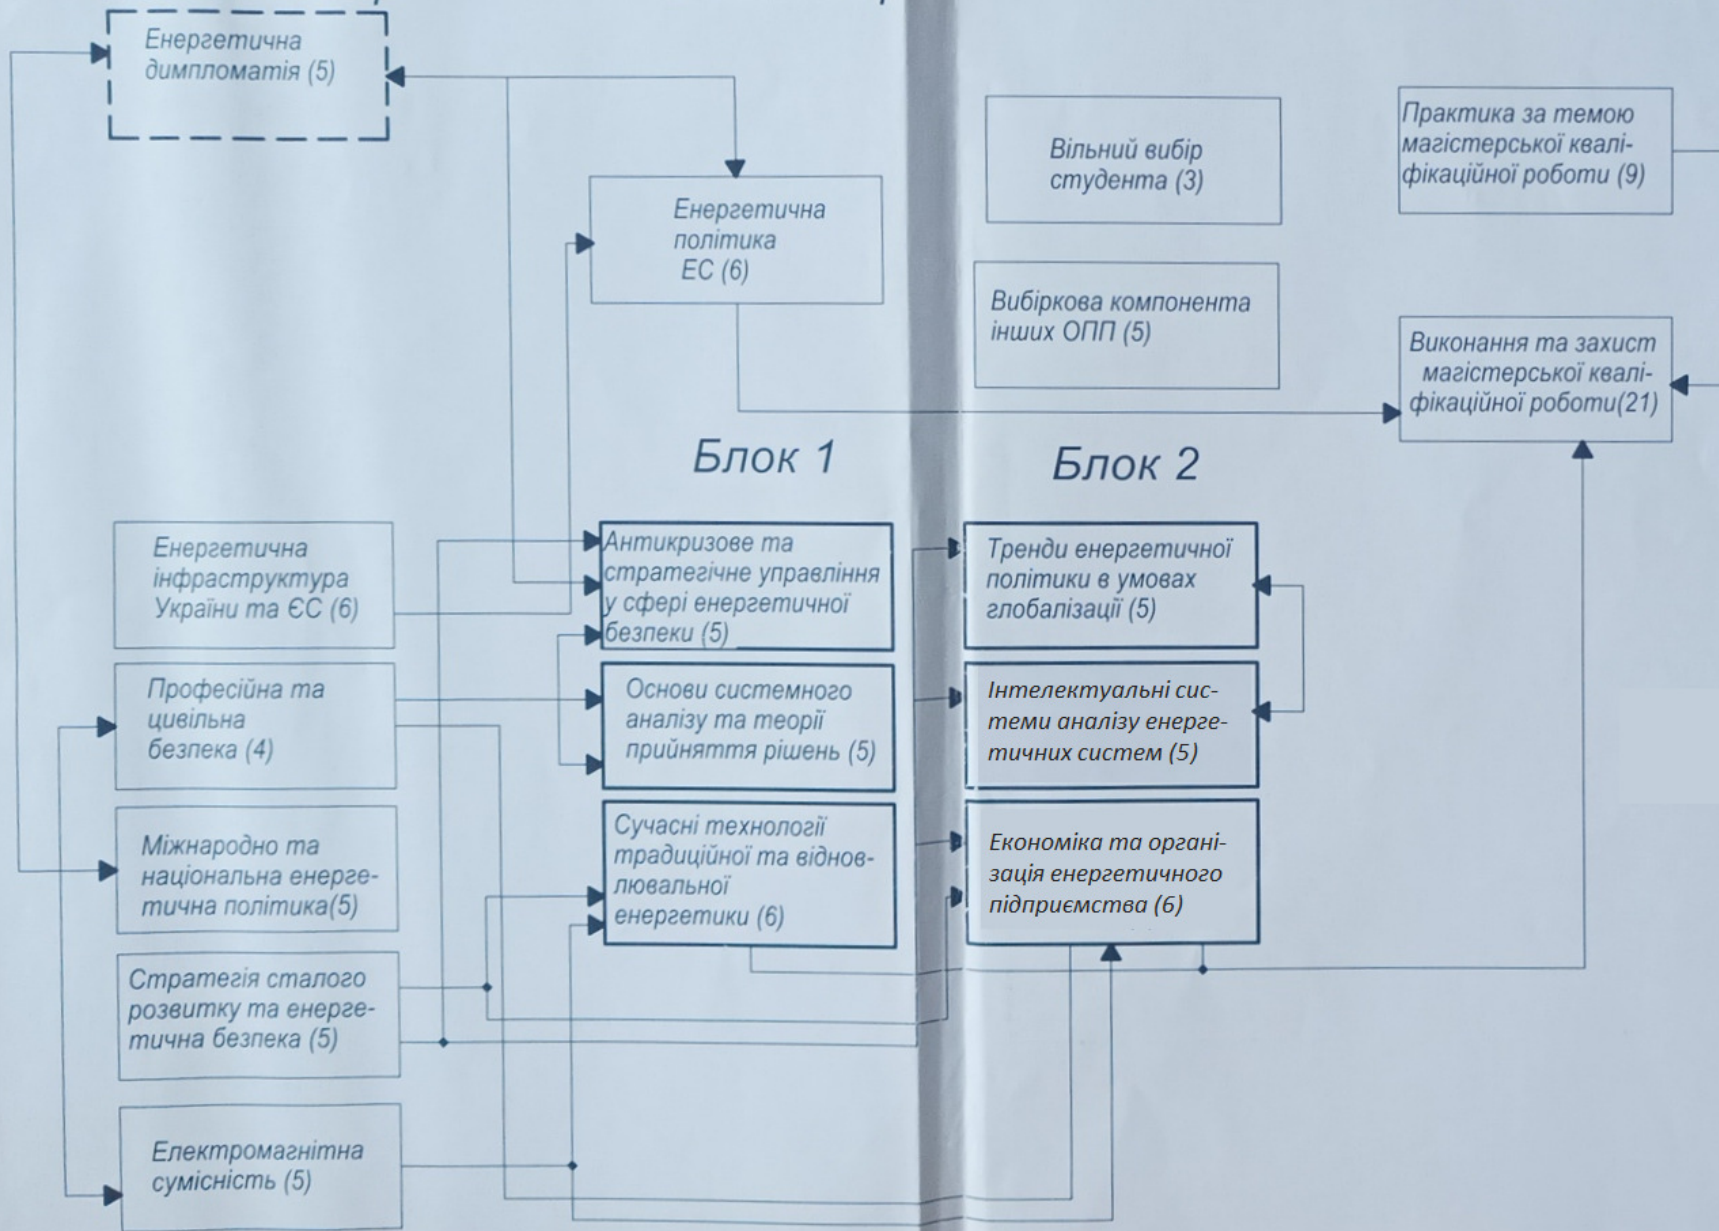 Енергетична
димпломатія (5)
Енергетична
політика
ЕС (6)
Вільний вибір
студента (3)
Практика за темою
магістерської квалі-
фікаційної роботи (9)
Вибіркова компонента
інших ОПП (5)
Виконання та захист
магістерської квалі-
фікаційної роботи(21)
Блок 1
Блок 2
Енергетична
інфраструктура
України та ЄС (6)
Професійна та
цивільна
безпека (4)
Міжнародно та
національна енерге-
тична політика(5)
Стратегія сталого
розвитку та енерге-
тична безпека (5)
Електромагнітна
сумісність (5)
Антикризове та
стратегічне управління
у сфері енергетичної
безпеки (5)
Основи системного
аналізу та теорії
прийняття рішень (5)
Сучасні технології
традиційної та віднов-
лювальної
енергетики (6)
Тренди енергетичної
політики в умовах
глобалізації (5)
Інтелектуальні сис-
теми аналізу енерге-
тичних систем (5)
Економіка та органі-
зація енергетичного
підприємства (6)